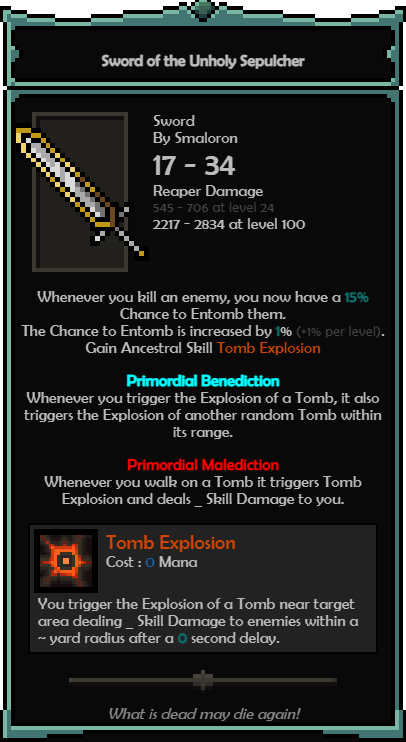 Sword of the Unholy Sepulcher
Sword
By Smaloron
17 - 34
Reaper Damage
545 - 706 at level 24
2217 - 2834 at level 100
Whenever you kill an enemy, you now have a 15%
Chance to Entomb them.
The Chance to Entomb is increased by 1% (+1% per level).
Gain Ancestral Skill Tomb Explosion
Primordial Benediction
Whenever you trigger the Explosion of a Tomb, it also
triggers the Explosion of another random Tomb within
its range.
Primordial Malediction
Whenever you walk on a Tomb it triggers Tomb
Explosion and deals _ Skill Damage to you.
Tomb Explosion
Cost : 0 Mana
You trigger the Explosion of a Tomb near target
area dealing _ Skill Damage to enemies within a
~ yard radius after a 0 second delay.
What is dead may die again!